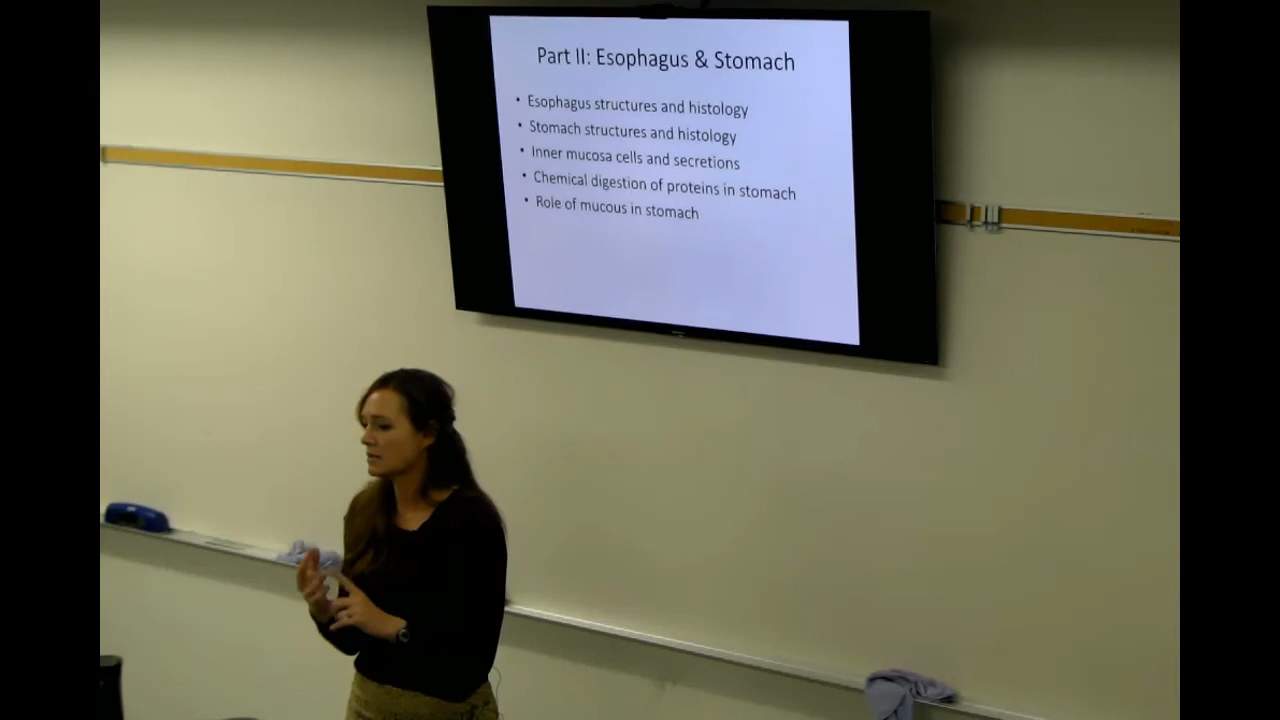 Part II: Esophagus & Stomach
• Esophagus structures and histology
• Stomach structures and histology
• Inner mucosa cells and secretions
• Chemical digestion of proteins in stomach
• Role of mucous in stomach